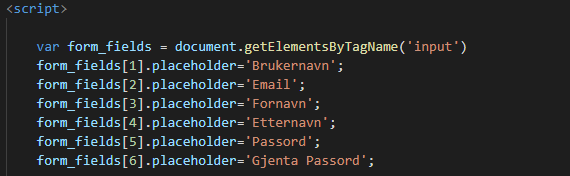 <script>
var form_fields = document.getElementsByTagName('input')
form_fields[1].placeholder='Brukernavn';
form_fields[2].placeholder='Email';
form_fields[3].placeholder='Fornavn';
form_fields[4].placeholder='Etternavn';
form_fields[5].placeholder='Passord';
form_fields[6].placeholder='Gjenta Passord';